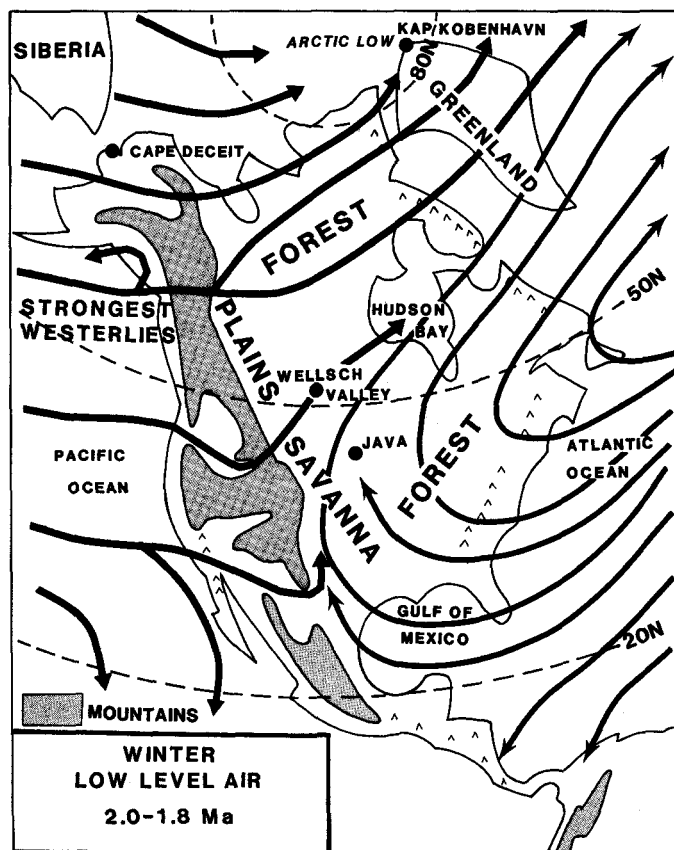 SIBERIA
ARCTIC LOW
KAP/KOBENHAVN
80N
GREENLAND
CAPE DECEIT
FOREST
STRONGEST
WESTERLIES
PLAINS
HUDSON
BAY
50N
WELLSCH
VALLEY
SAVANNA
JAVA
FOREST
PACIFIC
OCEAN
ATLANTIC
OCEAN
GULF OF
MEXICO
20N
MOUNTAINS
WINTER
LOW LEVEL AIR
2.0-1.8 Ma